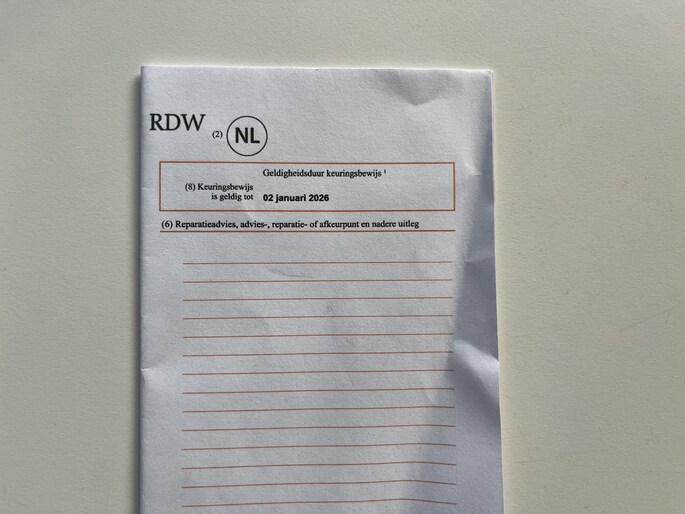 RDW (2) NL
Geldigheidsduur keuringsbewijs ¹
(8) Keuringsbewijs
is geldig tot 02 januari 2026
(6) Reparatieadvies, advies-, reparatie- of afkeurpunt en nadere uitleg